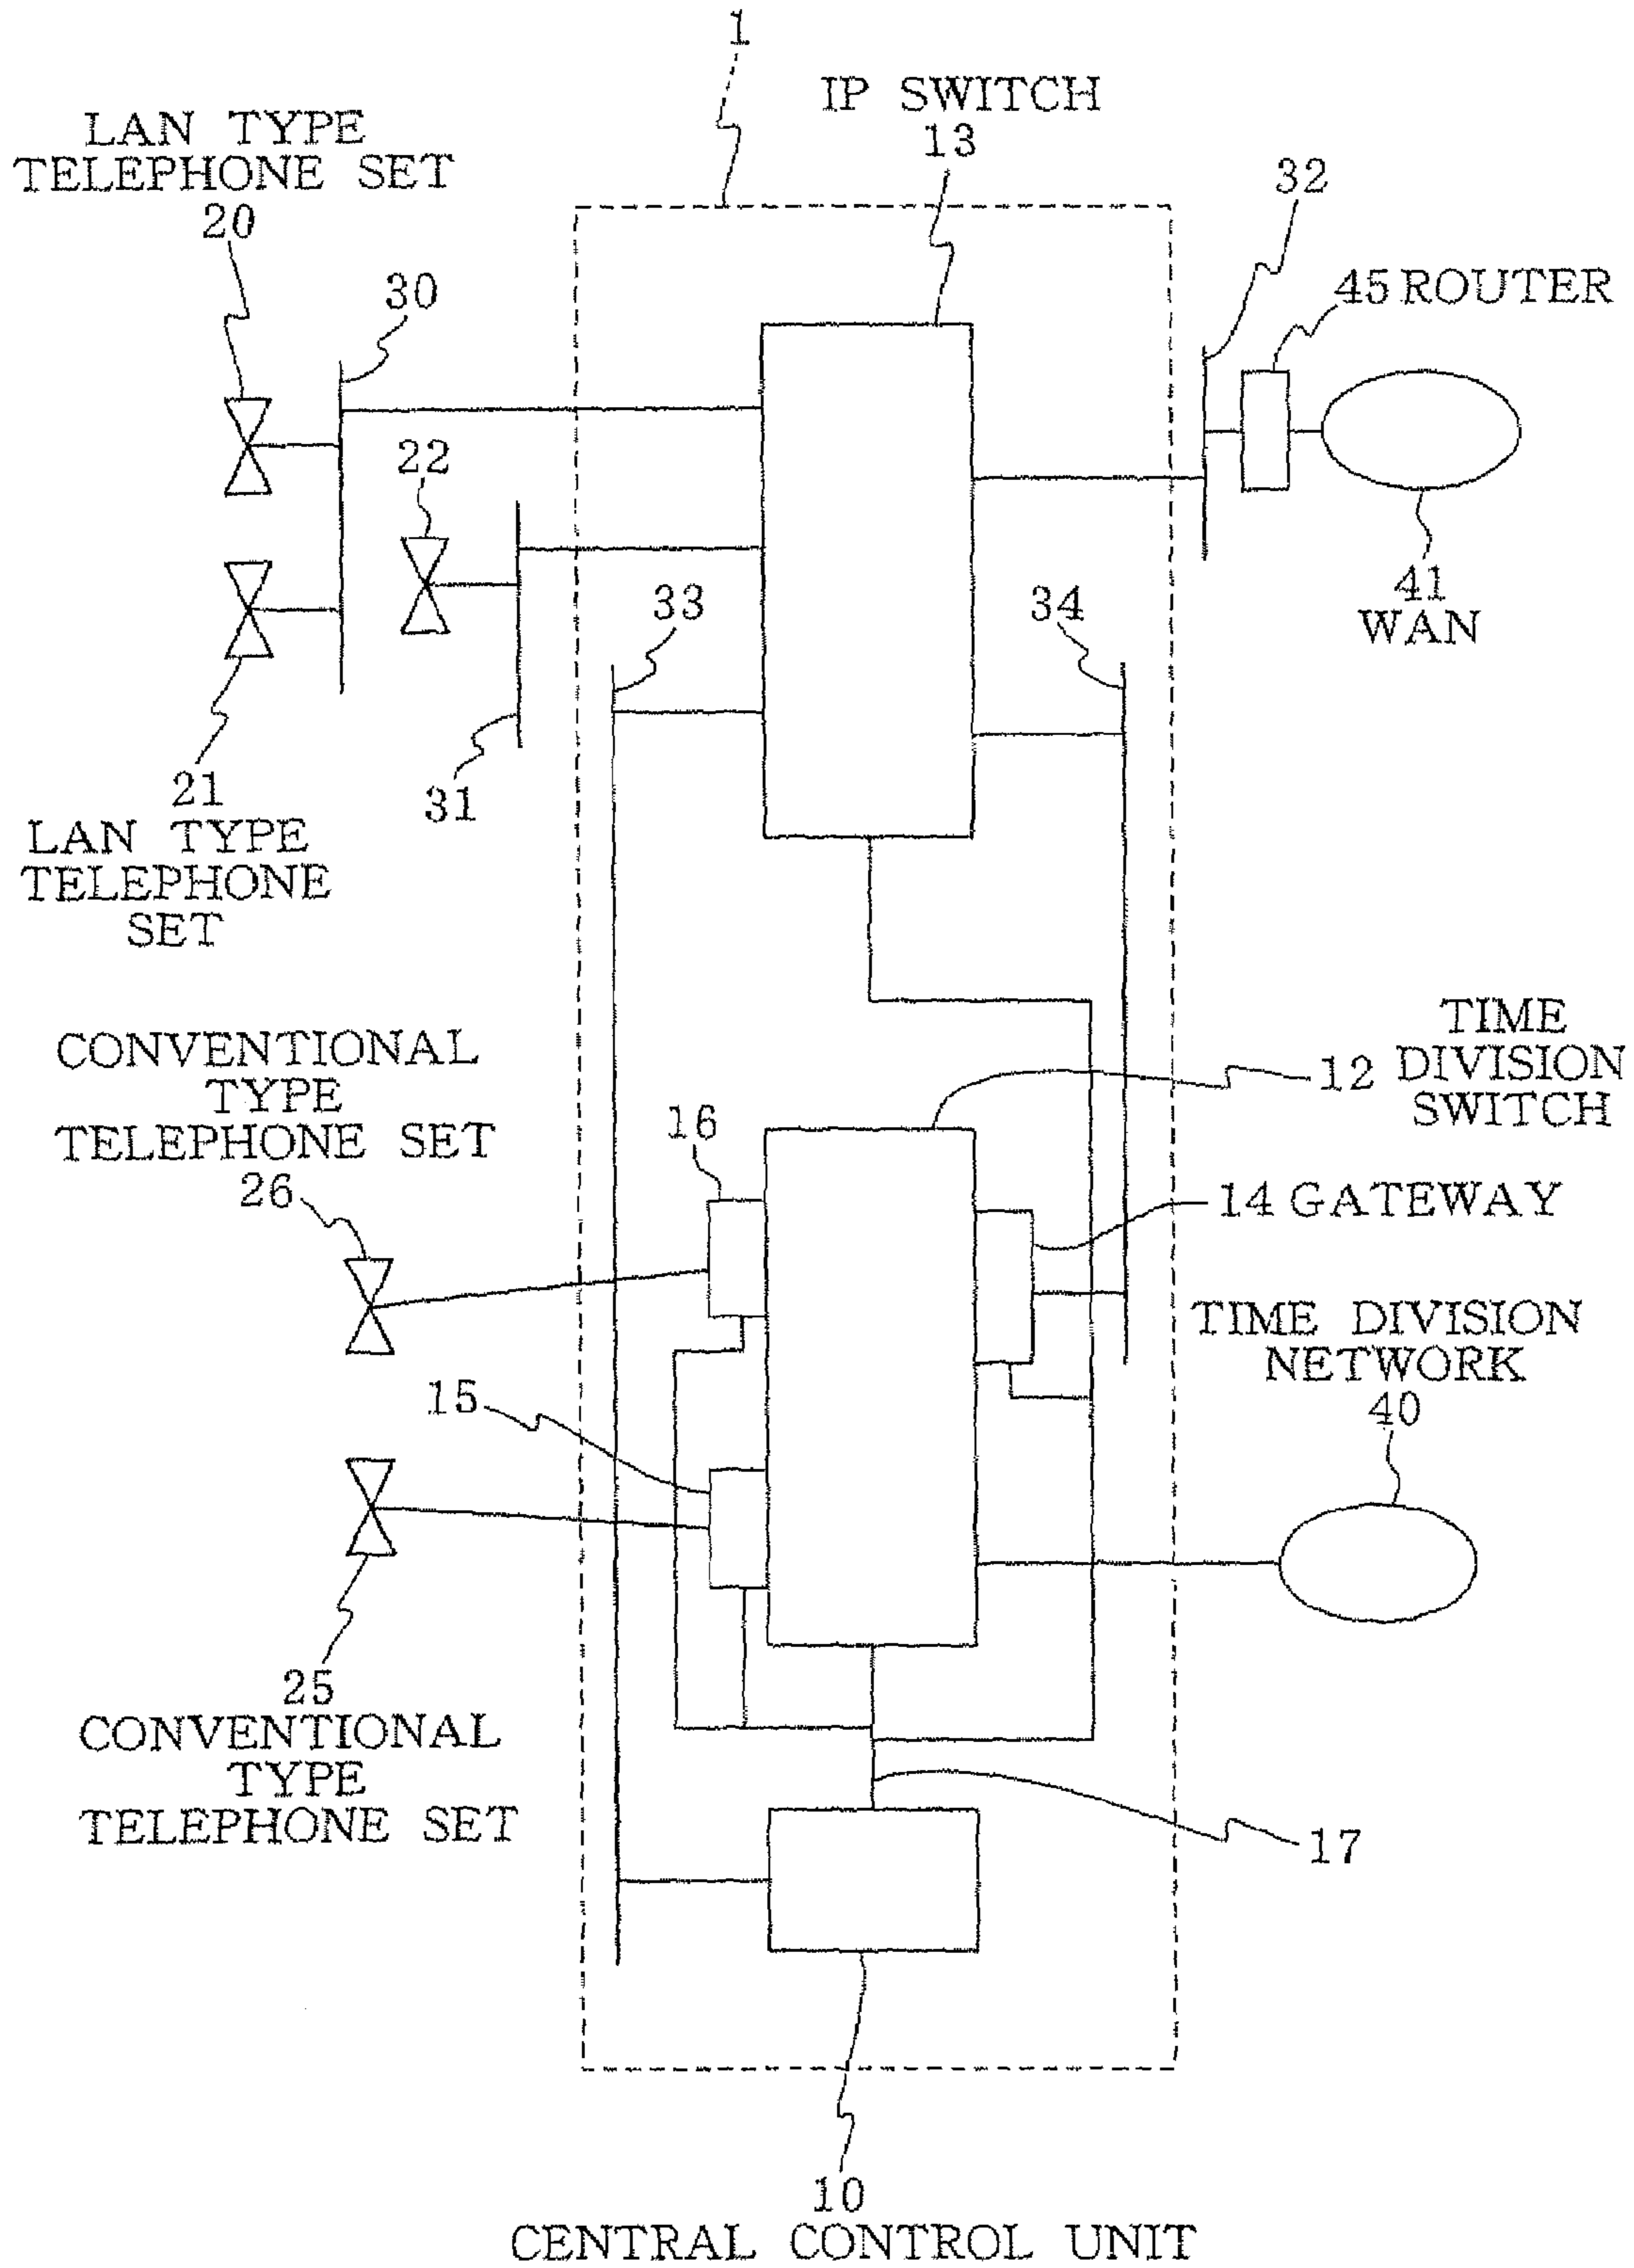 1
IP SWITCH
13
LAN TYPE
TELEPHONE SET
20
32
30
45 ROUTER
22
33
34
41
WAN
21
LAN TYPE
TELEPHONE
SET
31
TIME
DIVISION
SWITCH
12
CONVENTIONAL
TYPE
TELEPHONE SET
26
16
14 GATEWAY
TIME DIVISION
NETWORK
40
15
25
CONVENTIONAL
TYPE
TELEPHONE SET
17
10
CENTRAL CONTROL UNIT